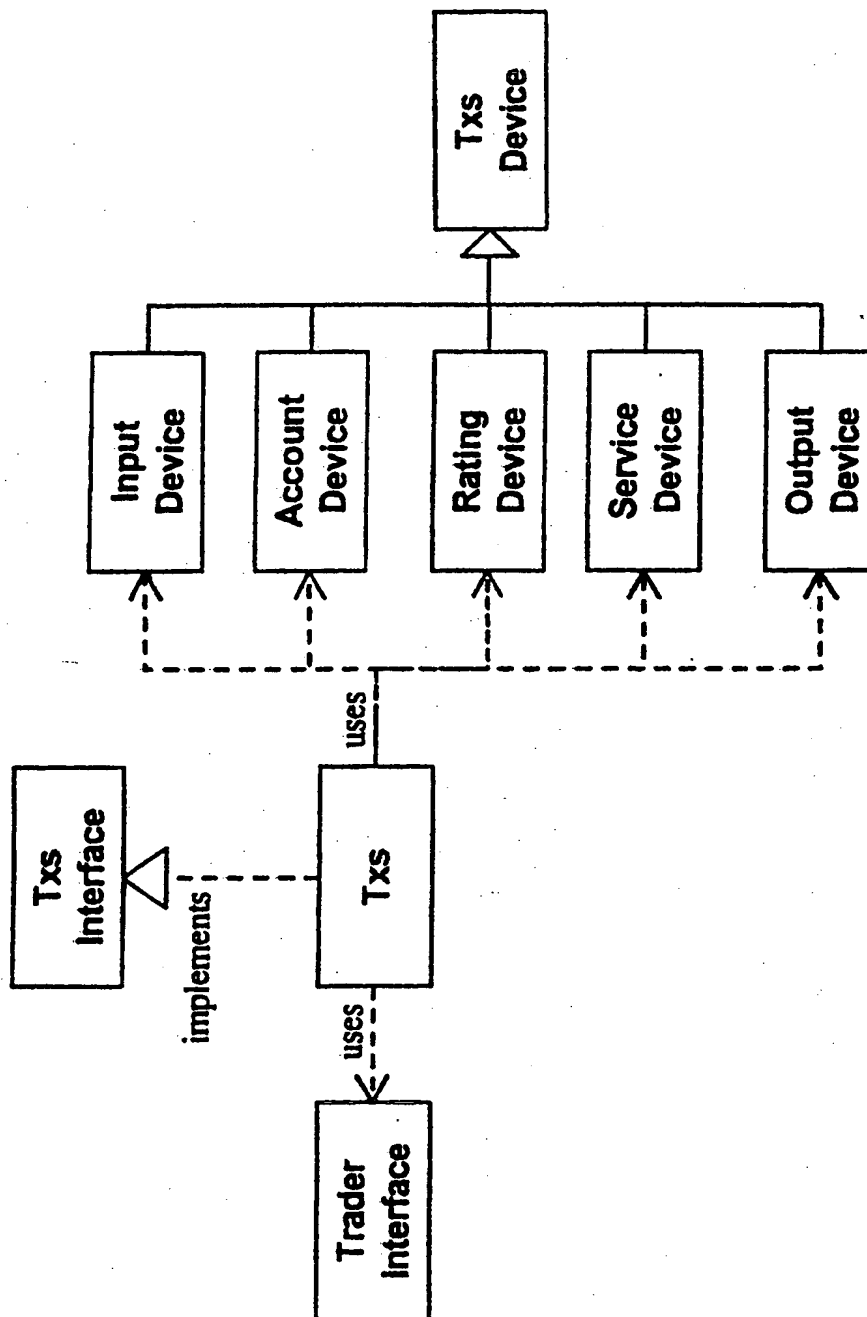 Txs
Interface
implements
Trader
Interface
uses
Txs
uses
Input
Device
Account
Device
Rating
Device
Service
Device
Output
Device
Txs
Device